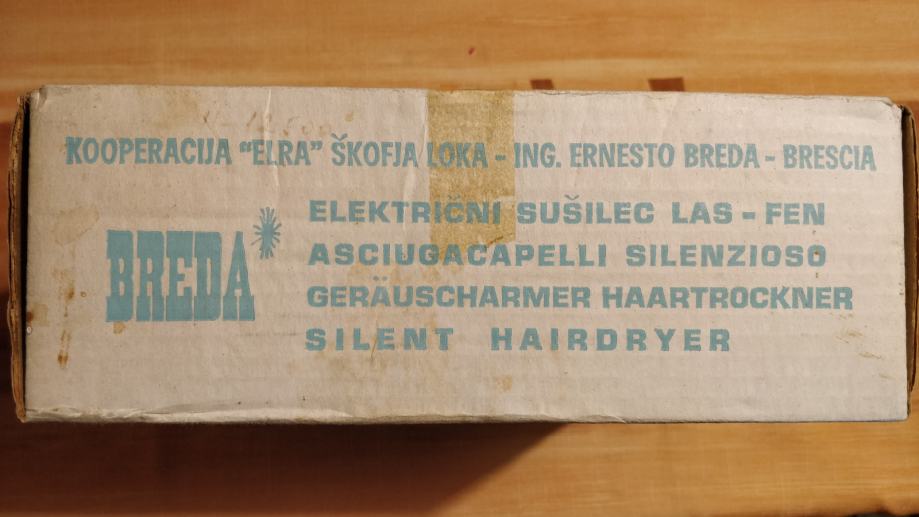 KOOPERACIJA "ELRA" ŠKOFJA LOKA - ING. ERNESTO BREDA - BRESCIA
BREDA*
ELEKTRIČNI SUŠILEC LAS - FEN
ASCIUGACAPELLI SILENZIOSO
GERÄUSCHARMER HAARTROCKNER
SILENT HAIRDRYER